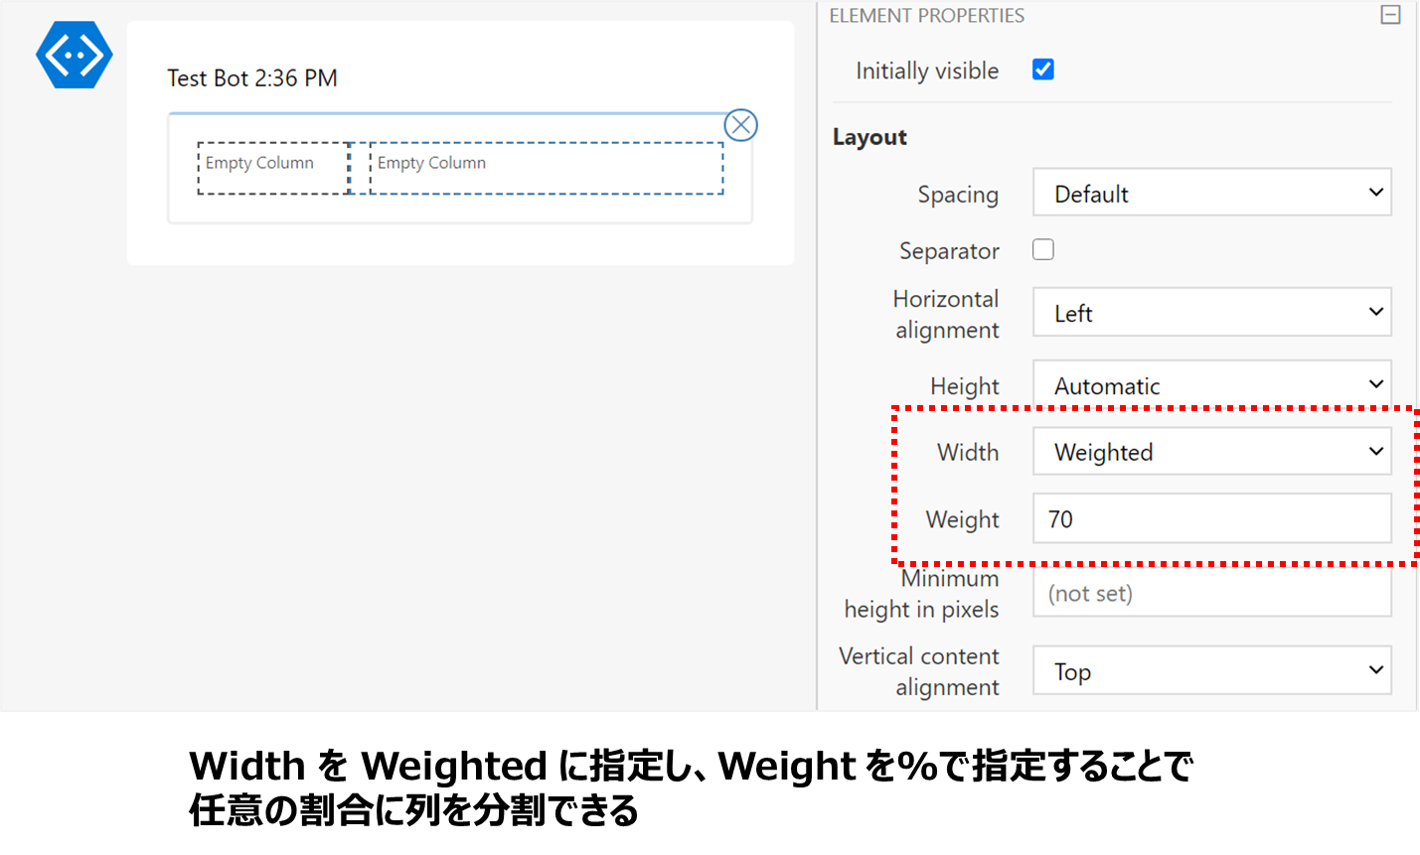 Test Bot 2:36 PM
Empty Column
Empty Column
ELEMENT PROPERTIES
Initially visible
Layout
Spacing
Default
Separator
Horizontal
alignment
Left
Height
Automatic
Width
Weighted
Weight
70
Minimum
height in pixels
(not set)
Vertical content
alignment
Top
Width を Weighted に指定し、Weight を%で指定することで
任意の割合に列を分割できる